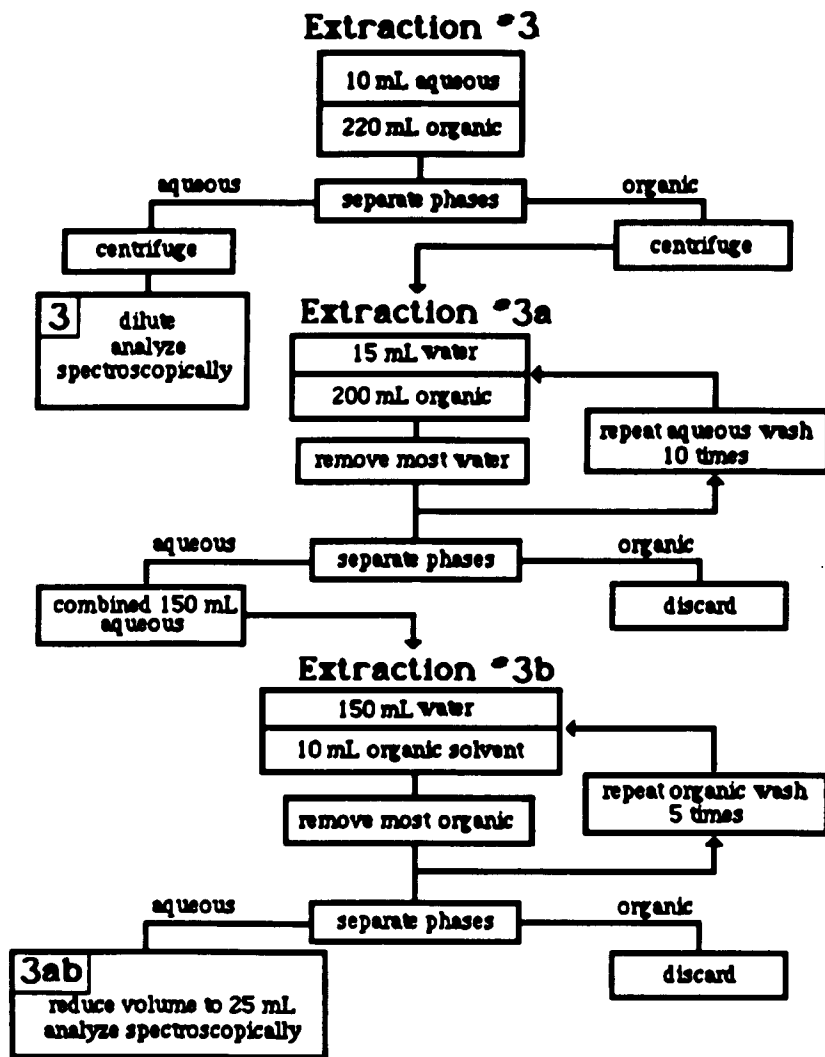 Extraction #3
10 mL aqueous
220 mL organic
aqueous
separate phases
organic
centrifuge
centrifuge
3
dilute
analyze
spectroscopically
Extraction #3a
15 mL water
200 mL organic
repeat aqueous wash
10 times
remove most water
aqueous
separate phases
organic
combined 150 mL
aqueous
discard
Extraction #3b
150 mL water
10 mL organic solvent
repeat organic wash
5 times
remove most organic
aqueous
separate phases
organic
3ab
reduce volume to 25 mL
analyze spectroscopically
discard